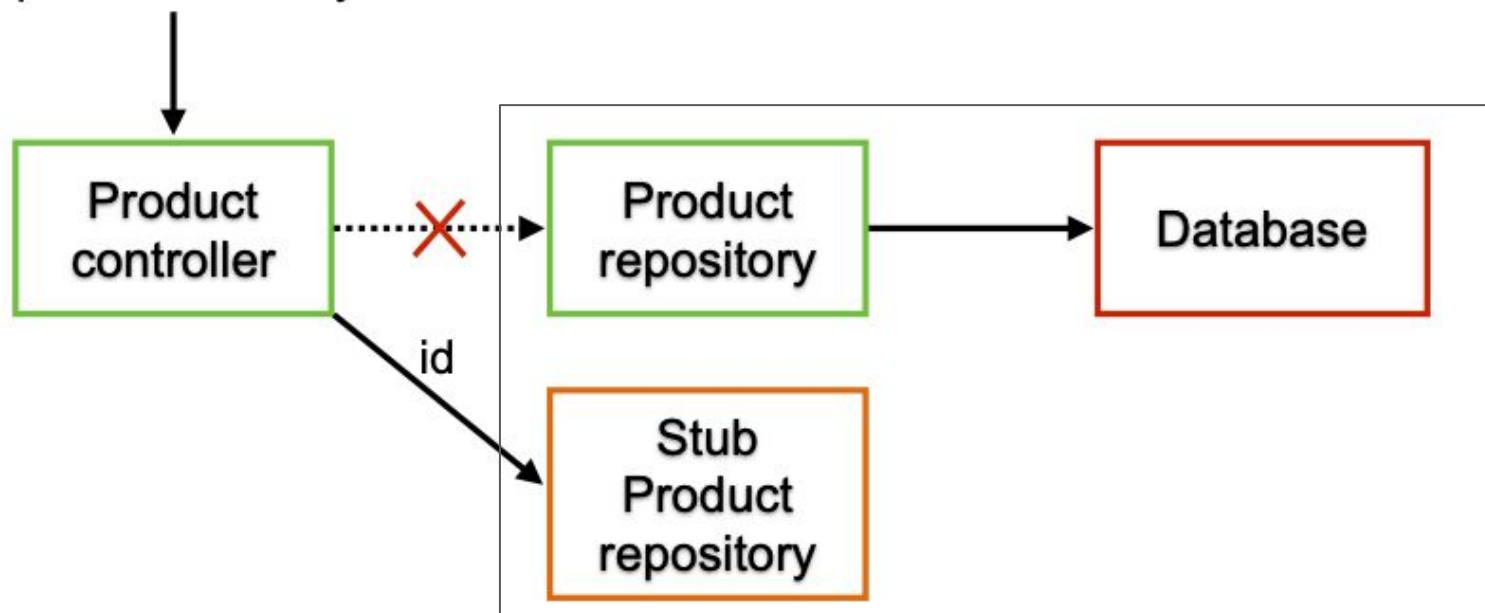 Product
controller
Product
repository
Database
id
Stub
Product
repository